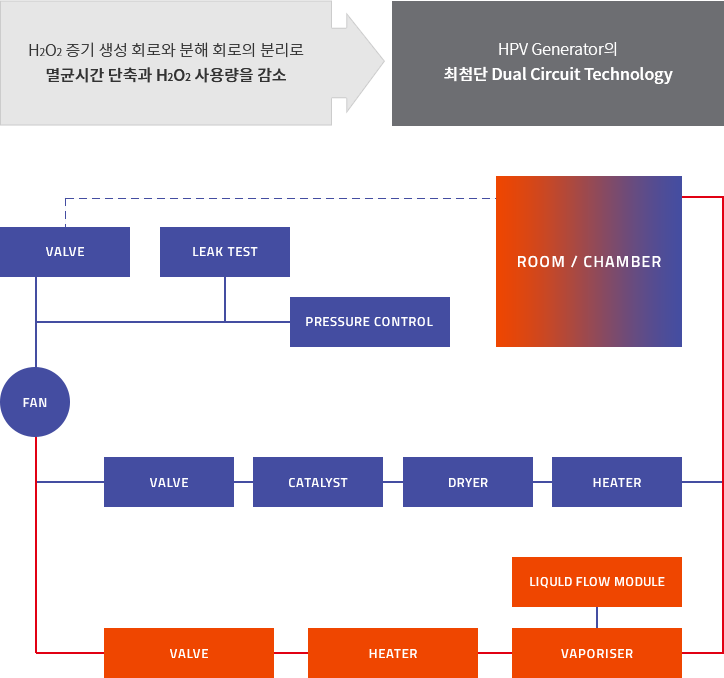 H₂O₂ 증기 생성 회로와 분해 회로의 분리로
멸균시간 단축과 H₂O₂ 사용량을 감소
HPV Generator의
최첨단 Dual Circuit Technology
ROOM / CHAMBER
VALVE
LEAK TEST
PRESSURE CONTROL
FAN
VALVE
CATALYST
DRYER
HEATER
LIQULD FLOW MODULE
VALVE
HEATER
VAPORISER